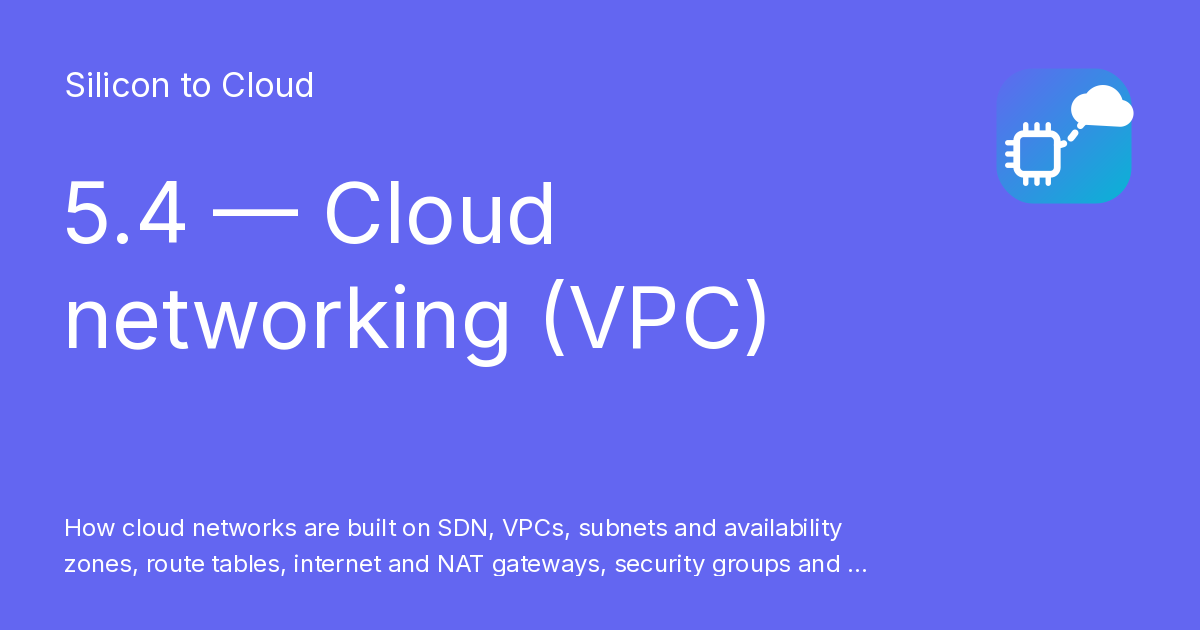 Silicon to Cloud
5.4 — Cloud
networking (VPC)
How cloud networks are built on SDN, VPCs, subnets and availability
zones, route tables, internet and NAT gateways, security groups and ...